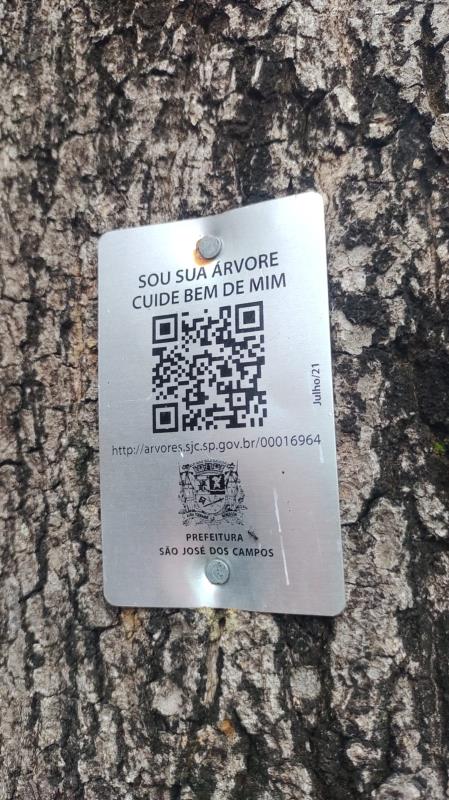 SOU SUA ÁRVORE
CUIDE BEM DE MIM
Julho/21
http://arvores.sjc.sp.gov.br/00016964
PREFEITURA
SÃO JOSÉ DOS CAMPOS